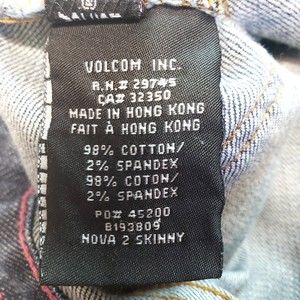 VOLCOM INC.
R.N.# 29745
CA# 32350
MADE IN HONG KONG
FAIT À HONG KONG
98% COTTON/
2% SPANDEX
98% COTON/
2% SPANDEX
PO# 45200
B193809
NOVA 2 SKINNY